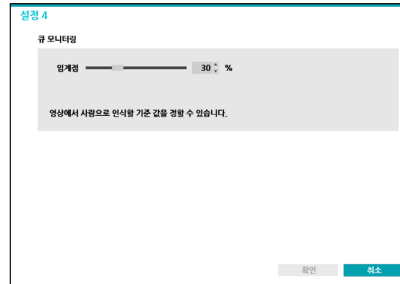 설정 4
큐 모니터링
임계점 30 %
영상에서 사람으로 인식할 기준 값을 정할 수 있습니다.
확인 취소